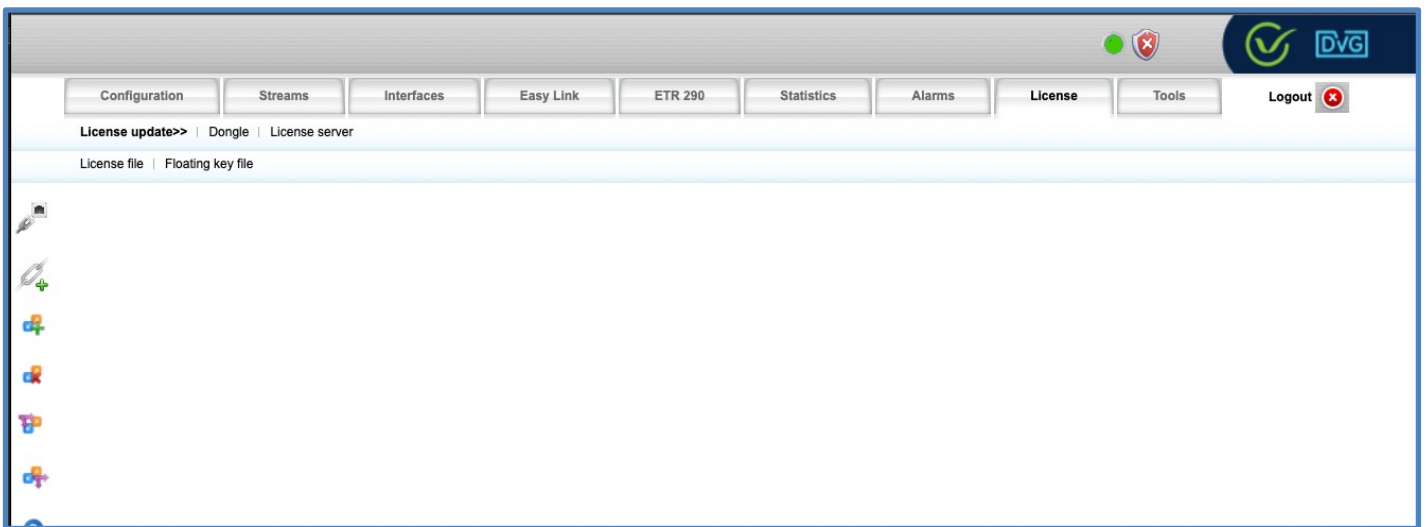 DVG
Configuration Streams Interfaces Easy Link ETR 290 Statistics Alarms License Tools Logout
License update>> | Dongle | License server
License file | Floating key file